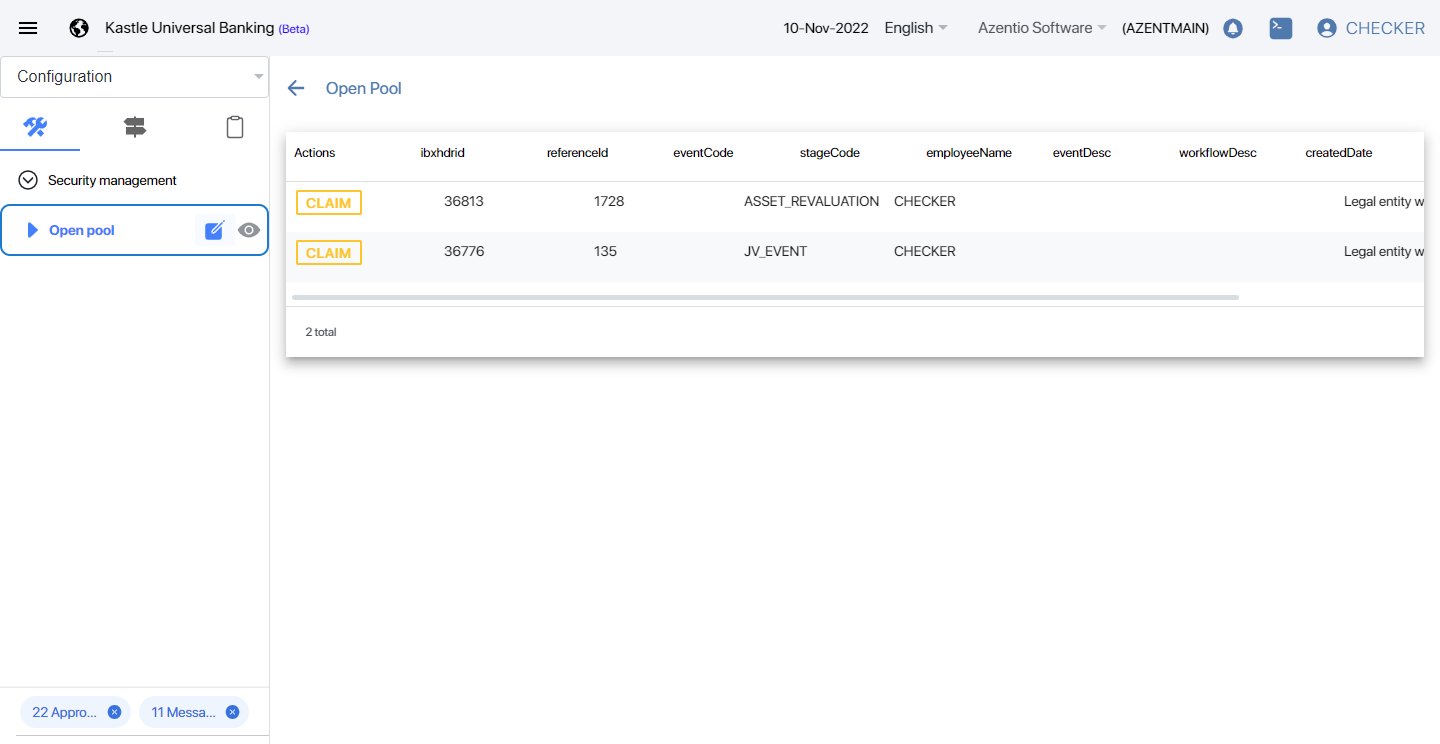 Kastle Universal Banking (Beta)
10-Nov-2022 English Azentio Software (AZENTMAIN) CHECKER
Configuration
Security management
Open pool
22 Appro... 11 Messa...
Open Pool
Actions ibxhdrid referenceId eventCode stageCode employeeName eventDesc workflowDesc createdDate
CLAIM 36813 1728 ASSET_REVALUATION CHECKER Legal entity w
CLAIM 36776 135 JV_EVENT CHECKER Legal entity w
2 total